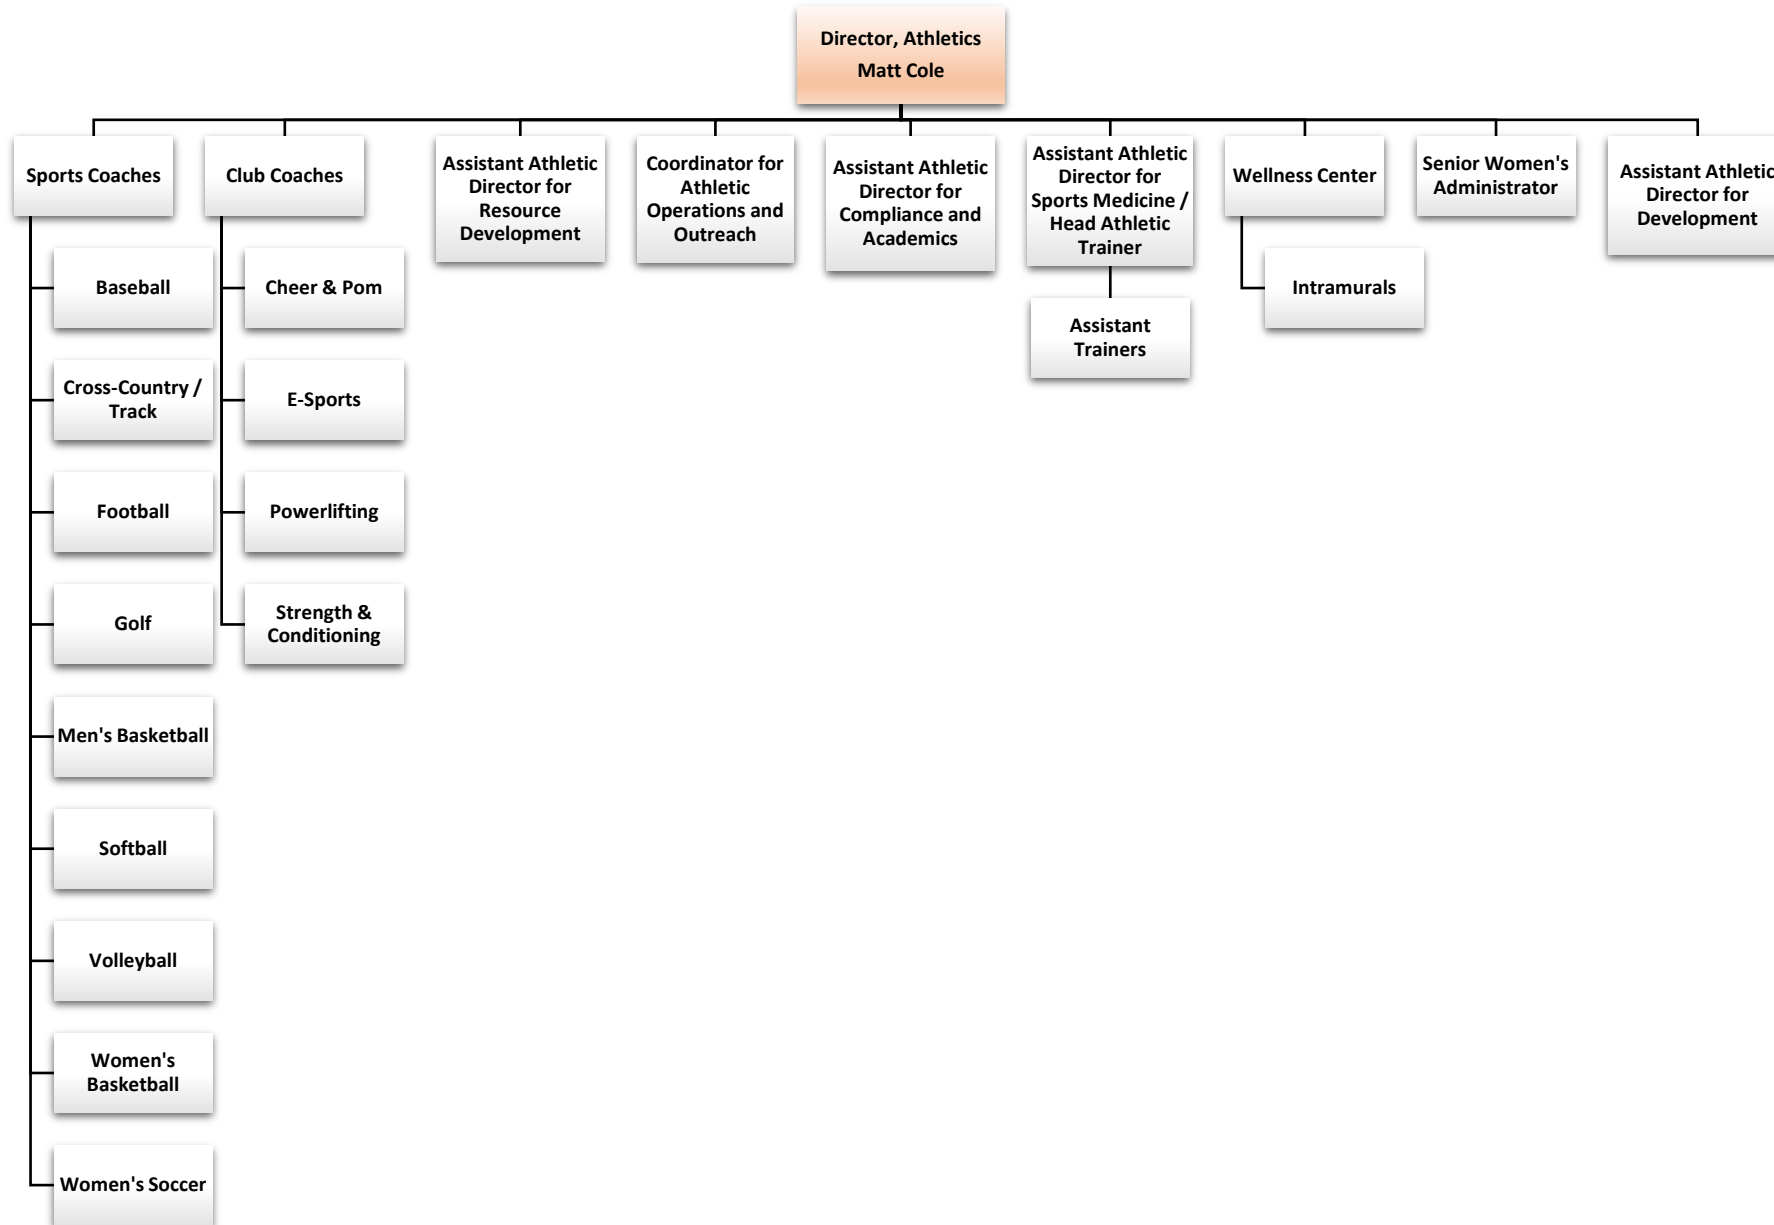 Director, Athletics
Matt Cole
Sports Coaches
Baseball
Cross-Country /
Track
Football
Golf
Men's Basketball
Softball
Volleyball
Women's
Basketball
Women's Soccer
Club Coaches
Cheer & Pom
E-Sports
Powerlifting
Strength &
Conditioning
Assistant Athletic
Director for
Resource
Development
Coordinator for
Athletic
Operations and
Outreach
Assistant Athletic
Director for
Compliance and
Academics
Assistant Athletic
Director for
Sports Medicine /
Head Athletic
Trainer
Assistant
Trainers
Wellness Center
Intramurals
Senior Women's
Administrator
Assistant Athletic
Director for
Development